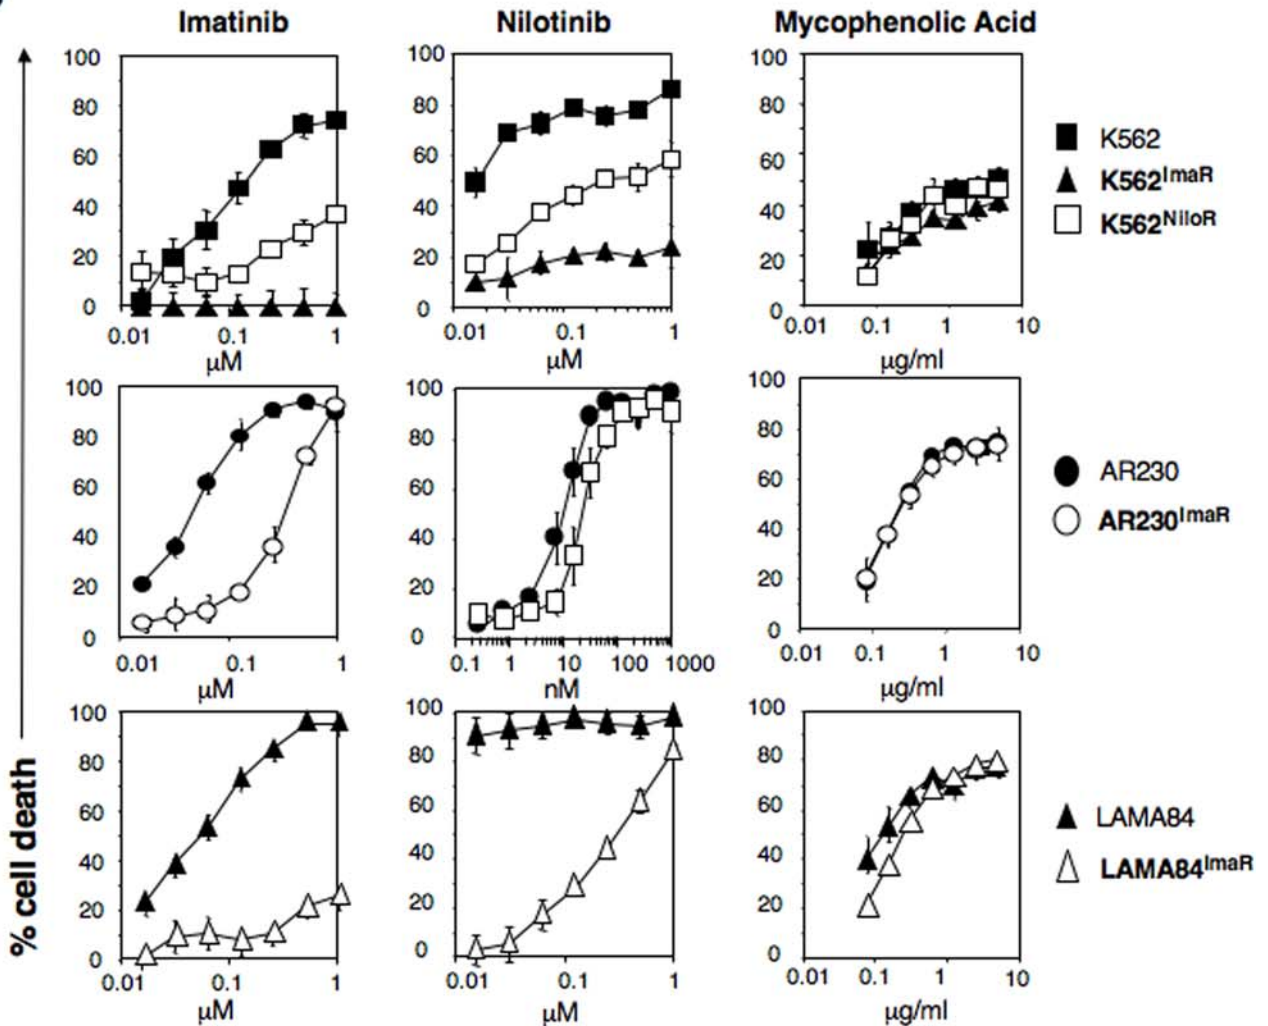 Imatinib Nilotinib Mycophenolic Acid
100 100 100
80 80 80
60 60 60
40 40 40
20 20 20
0 0 0
0.01 0.1 1 0.01 0.1 1 0.01 0.1 1 10
μM μM μg/ml
K562
K562ImaR
K562NiloR
100 100 100
80 80 80
60 60 60
40 40 40
20 20 20
0 0 0
0.01 0.1 1 0.1 1 10 100 1000 0.01 0.1 1 10
μM nM μg/ml
AR230
AR230ImaR
100 100 100
80 80 80
60 60 60
40 40 40
20 20 20
0 0 0
0.01 0.1 1 0.01 0.1 1 0.01 0.1 1 10
μM μM μg/ml
LAMA84
LAMA84ImaR
% cell death